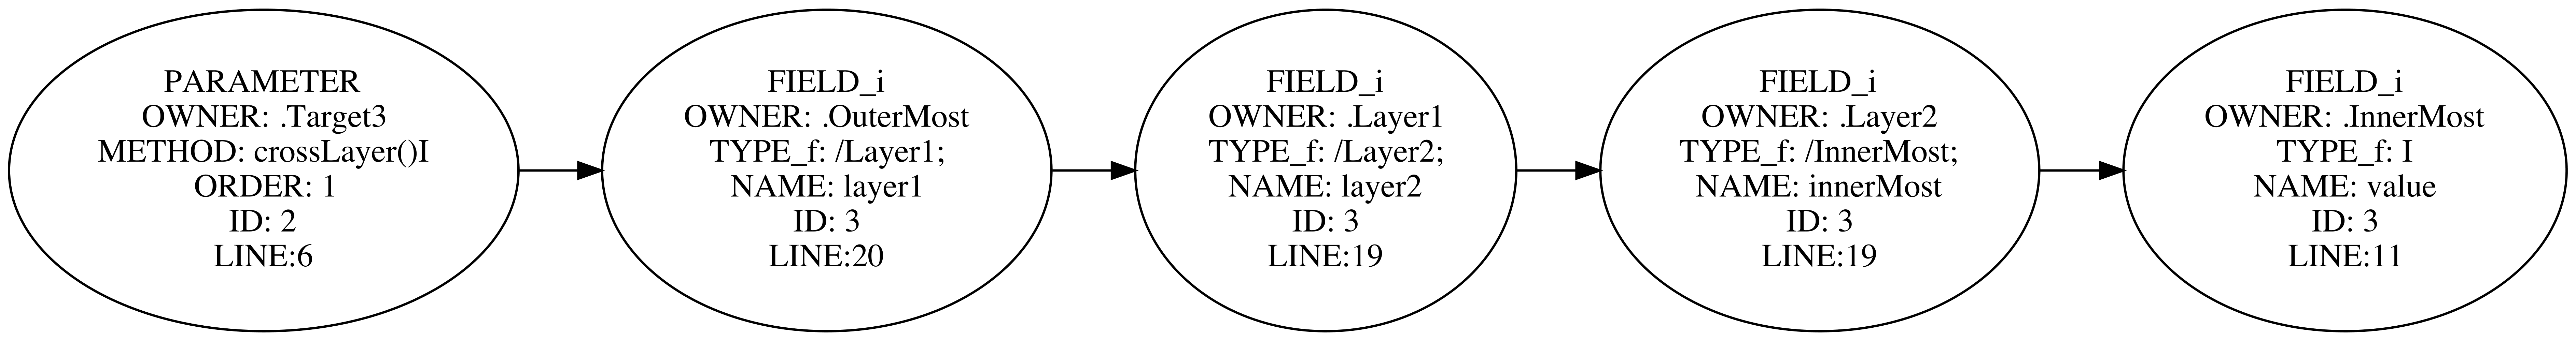 PARAMETER
OWNER: .Target3
METHOD: crossLayer()I
ORDER: 1
ID: 2
LINE:6
FIELD_i
OWNER: .OuterMost
TYPE_f: /Layer1;
NAME: layer1
ID: 3
LINE:20
FIELD_i
OWNER: .Layer1
TYPE_f: /Layer2;
NAME: layer2
ID: 3
LINE:19
FIELD_i
OWNER: .Layer2
TYPE_f: /InnerMost;
NAME: innerMost
ID: 3
LINE:19
FIELD_i
OWNER: .InnerMost
TYPE_f: I
NAME: value
ID: 3
LINE:11